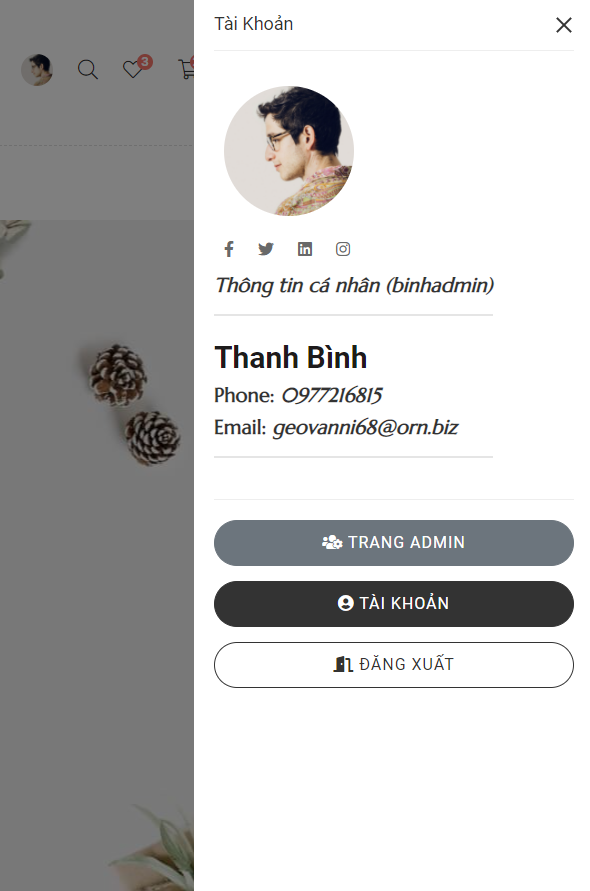 Tài Khoản
3
Thông tin cá nhân (binhadmin)
Thanh Bình
Phone: 0977216815
Email: geovanni68@orn.biz
TRANG ADMIN
TÀI KHOẢN
ĐĂNG XUẤT